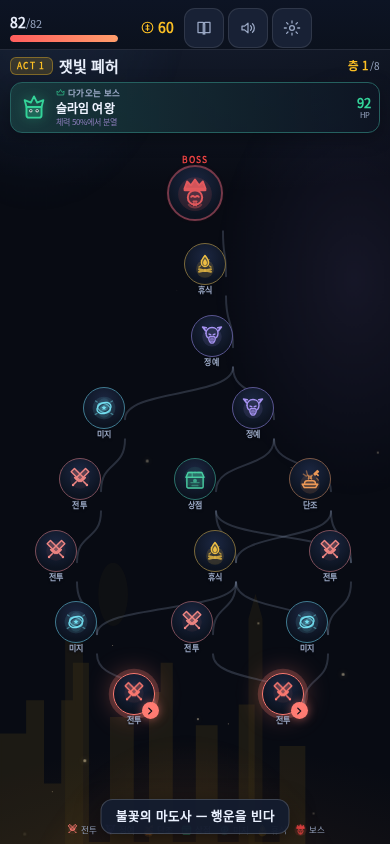 82/82
60
ACT 1 잿빛 폐허
층 1/8
다가오는 보스
슬라임 여왕
체력 50%에서 분열
92
HP
BOSS
휴식
정예
미지
정예
전투
상점
단조
전투
휴식
전투
미지
전투
미지
전투
전투
불꽃의 마도사 — 행운을 빈다
전투
보스